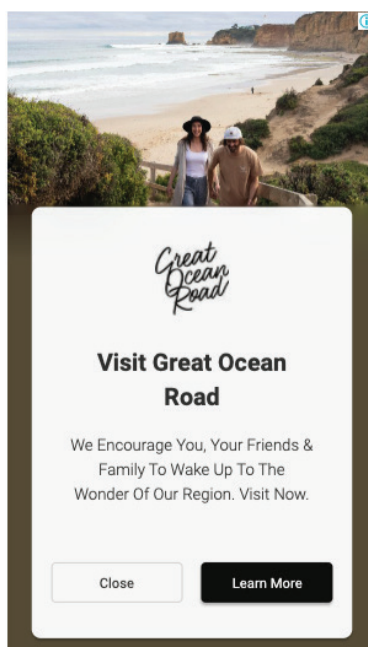 Great
Ocean
Road
Visit Great Ocean
Road
We Encourage You, Your Friends &
Family To Wake Up To The
Wonder Of Our Region. Visit Now.
Close
Learn More